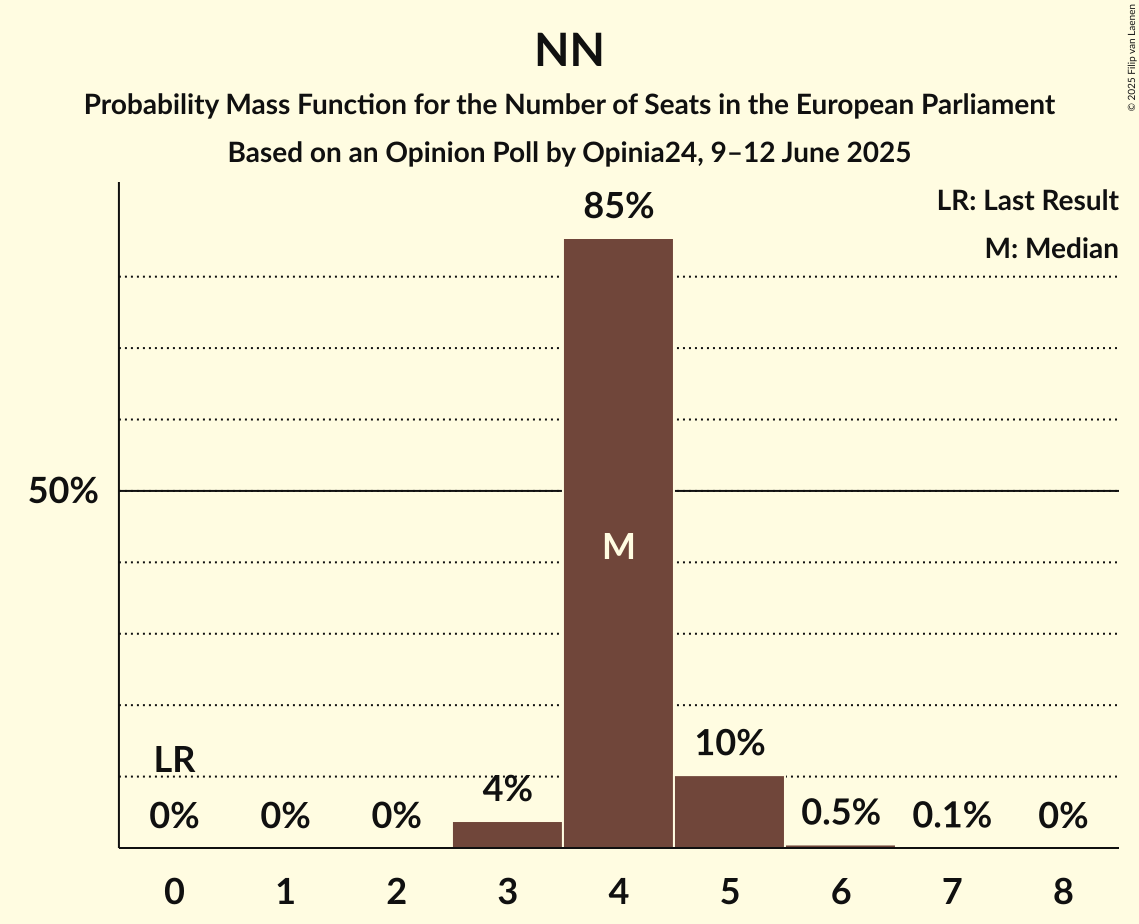 NN
Probability Mass Function for the Number of Seats in the European Parliament
Based on an Opinion Poll by Opinia24, 9–12 June 2025
© 2025 Filip van Laenen
LR: Last Result
M: Median
85%
50%
M
LR
0%
0%
0%
4%
10%
0.5%
0.1%
0%
0 1 2 3 4 5 6 7 8